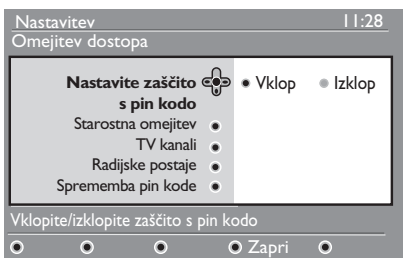 Nastavitev 11:28
Omejitev dostopa
Nastavite zaščito
s pin kodo
Vklop Izklop
Starostna omejitev
TV kanali
Radijske postaje
Sprememba pin kode
Vklopite/izklopite zaščito s pin kodo
Zapri